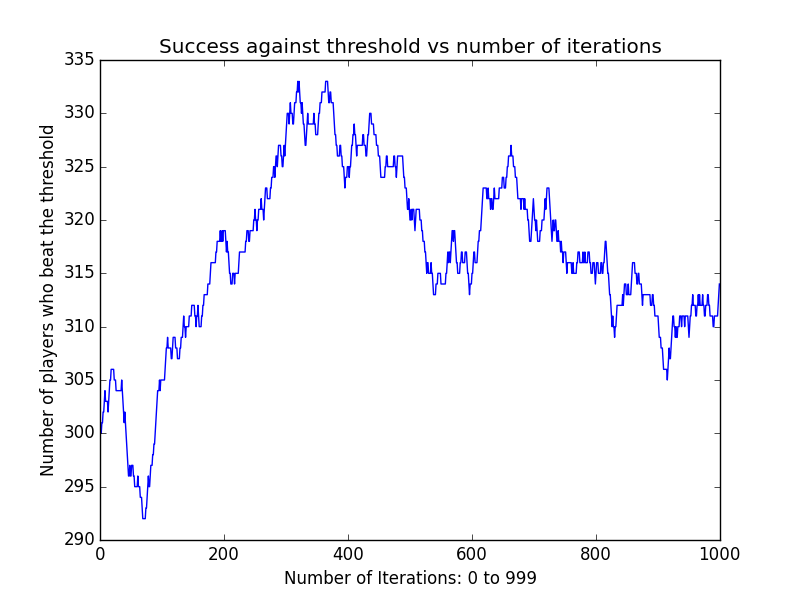 Success against threshold vs number of iterations
335
330
325
320
315
310
305
300
295
290
Number of players who beat the threshold
0 200 400 600 800 1000
Number of Iterations: 0 to 999